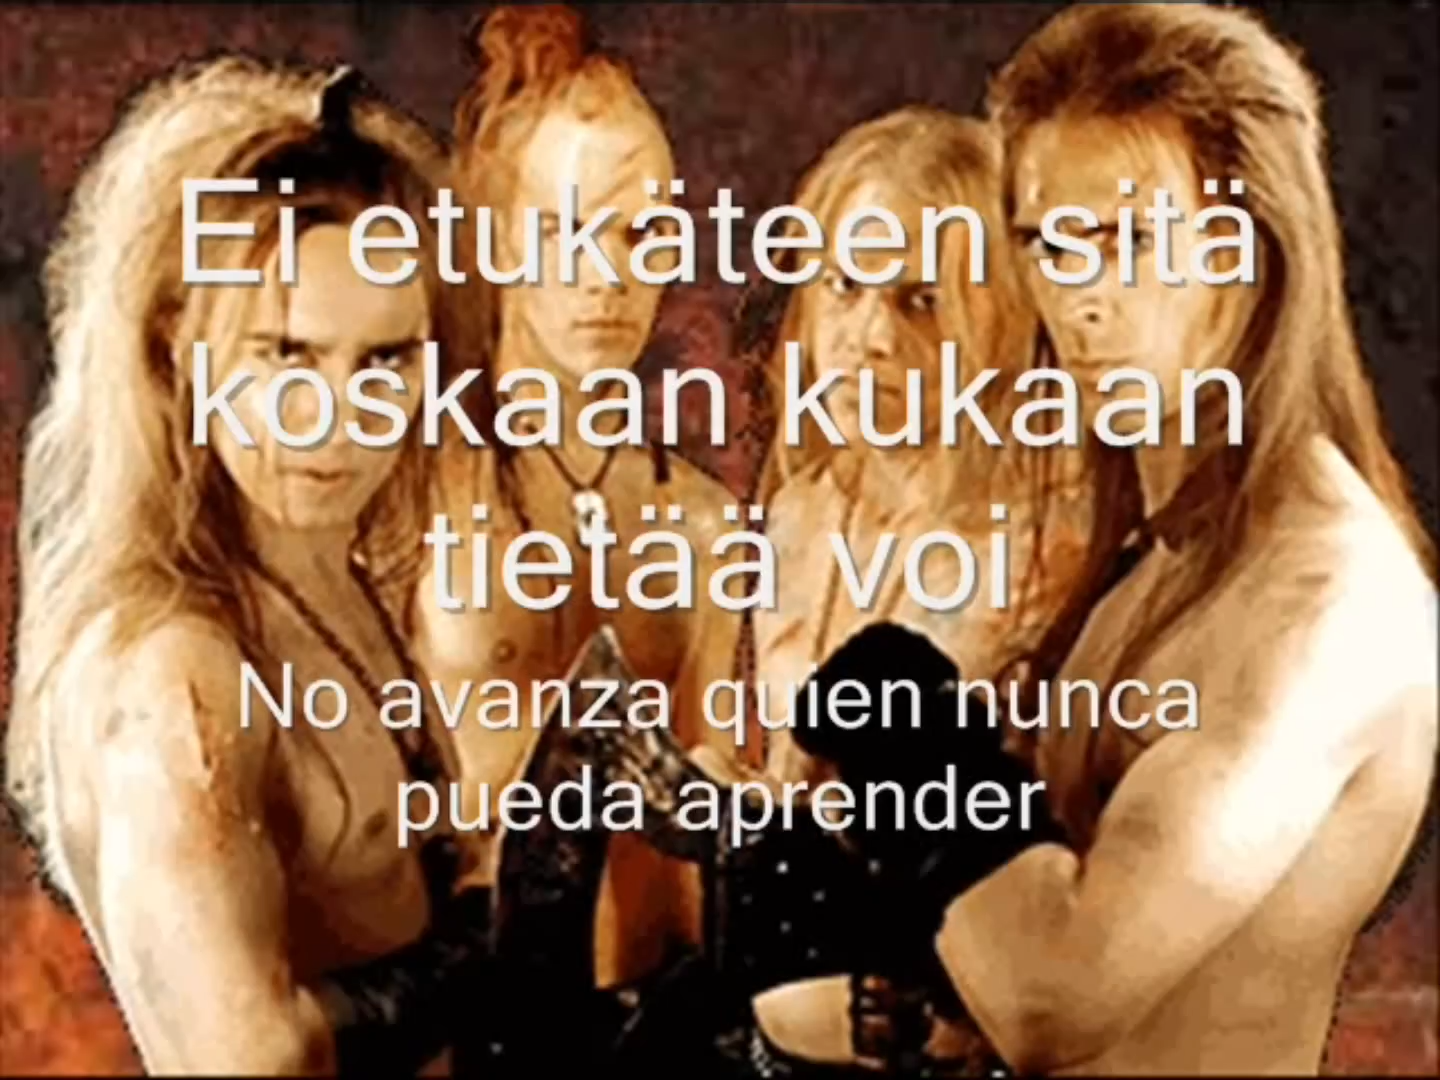 Ei etukäteen sitä
koskaan kukaan
tietää voi
No avanza quien nunca
pueda aprender